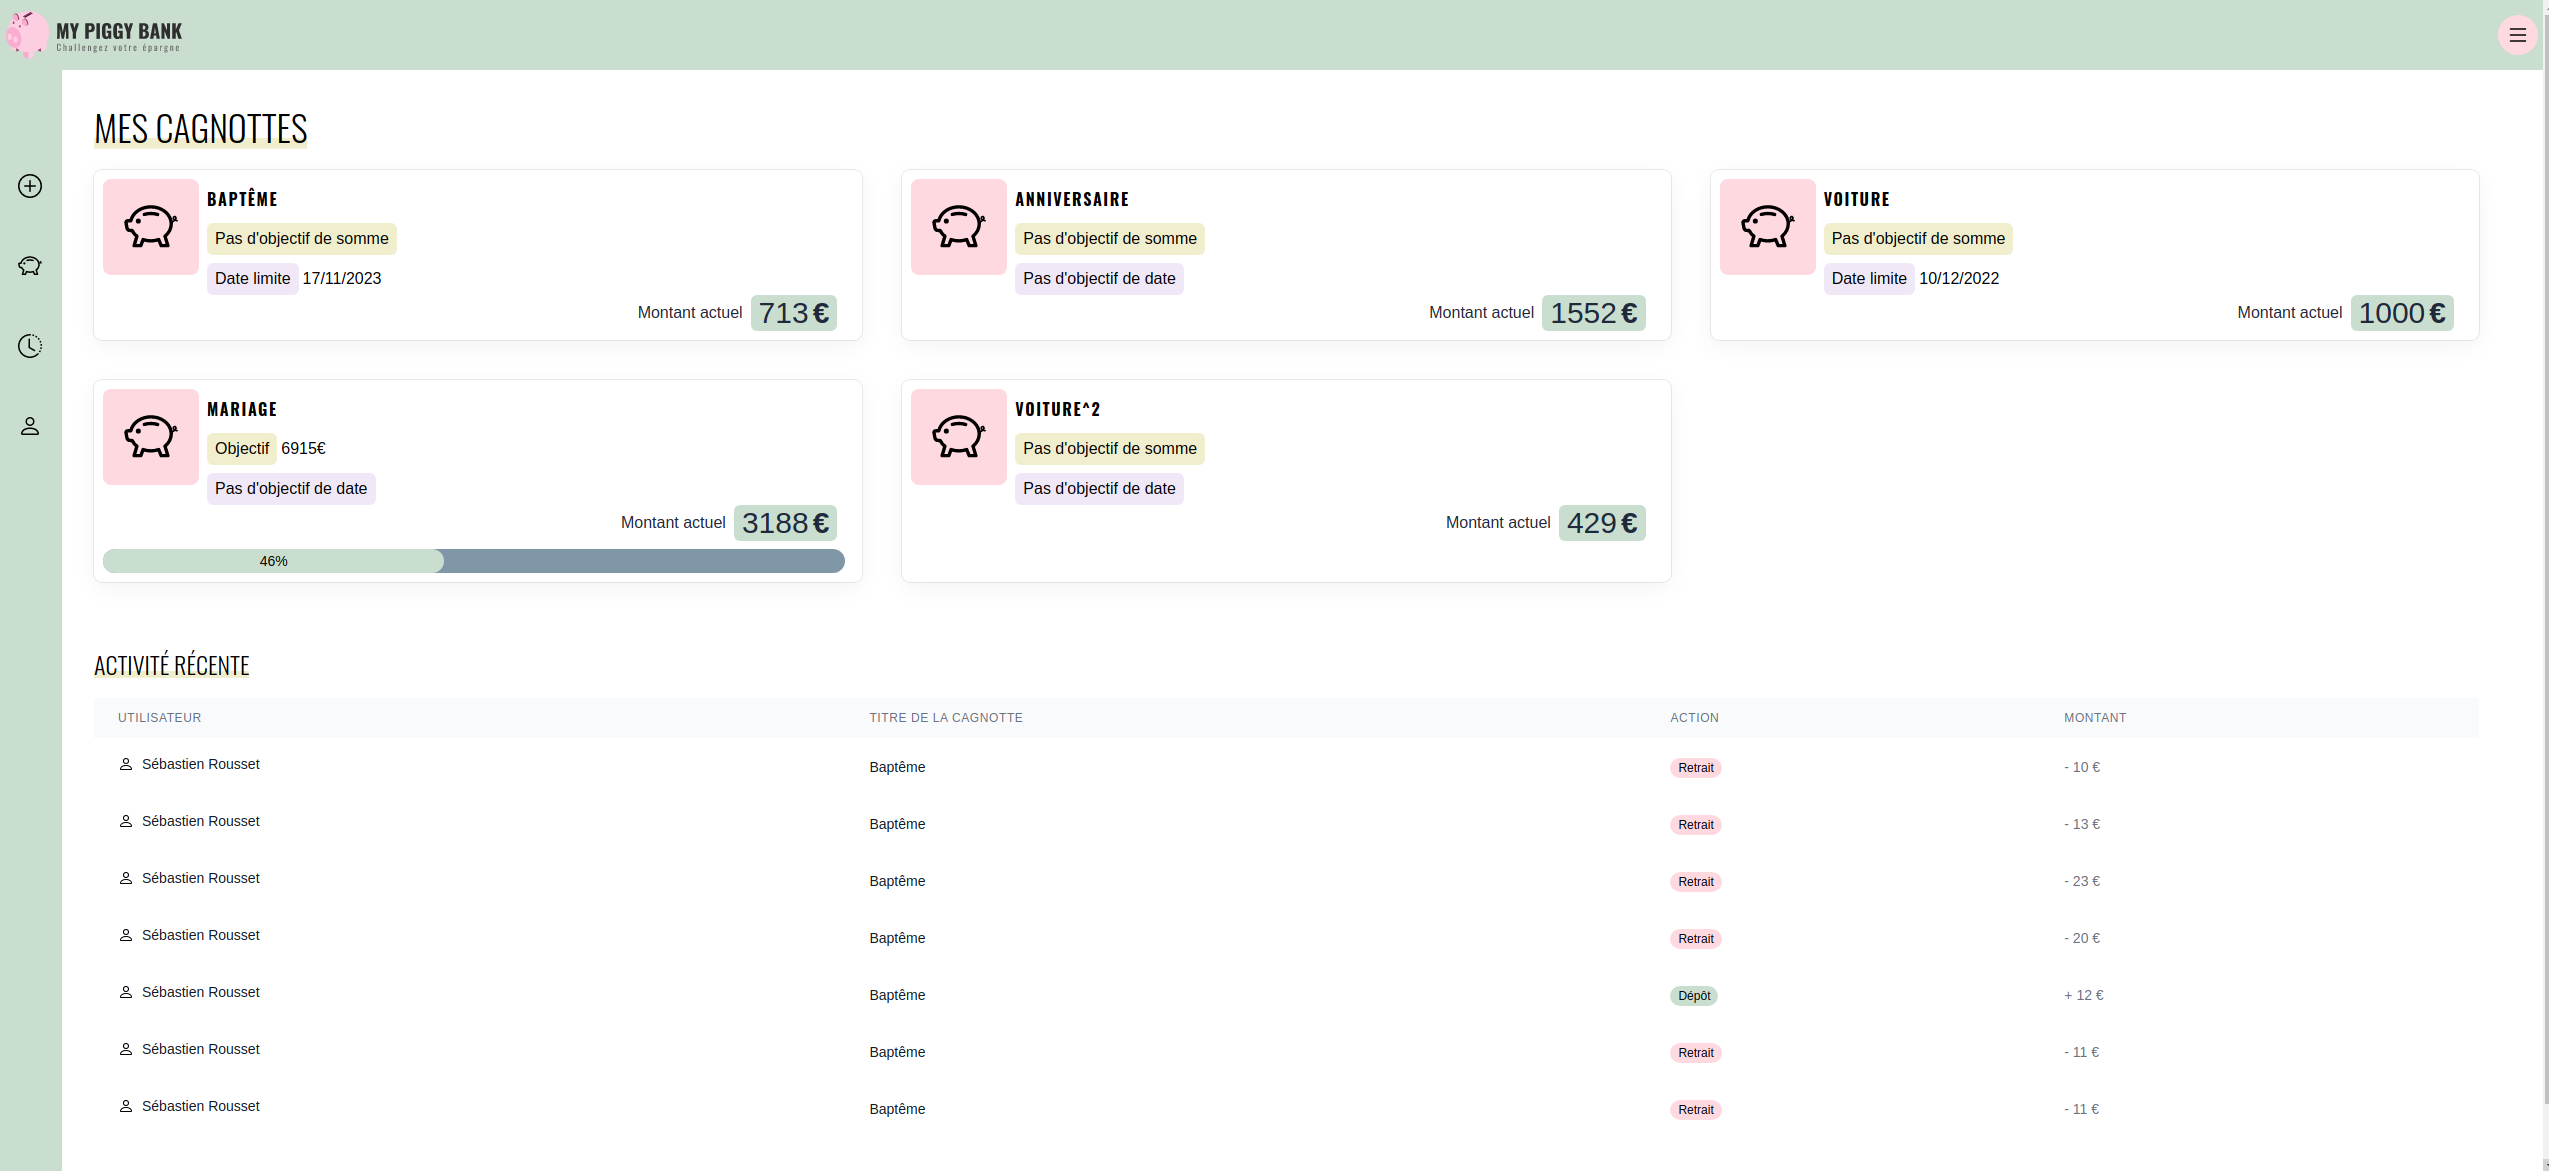 MY PIGGY BANK
Challengez votre épargne
MES CAGNOTTES
BAPTÊME
Pas d'objectif de somme
Date limite 17/11/2023
Montant actuel 713 €
ANNIVERSAIRE
Pas d'objectif de somme
Pas d'objectif de date
Montant actuel 1552 €
VOITURE
Pas d'objectif de somme
Date limite 10/12/2022
Montant actuel 1000 €
MARIAGE
Objectif 6915€
Pas d'objectif de date
Montant actuel 3188 €
46%
VOITURE^2
Pas d'objectif de somme
Pas d'objectif de date
Montant actuel 429 €
ACTIVITÉ RÉCENTE
UTILISATEUR TITRE DE LA CAGNOTTE ACTION MONTANT
Sébastien Rousset Baptême Retrait - 10 €
Sébastien Rousset Baptême Retrait - 13 €
Sébastien Rousset Baptême Retrait - 23 €
Sébastien Rousset Baptême Retrait - 20 €
Sébastien Rousset Baptême Dépôt + 12 €
Sébastien Rousset Baptême Retrait - 11 €
Sébastien Rousset Baptême Retrait - 11 €